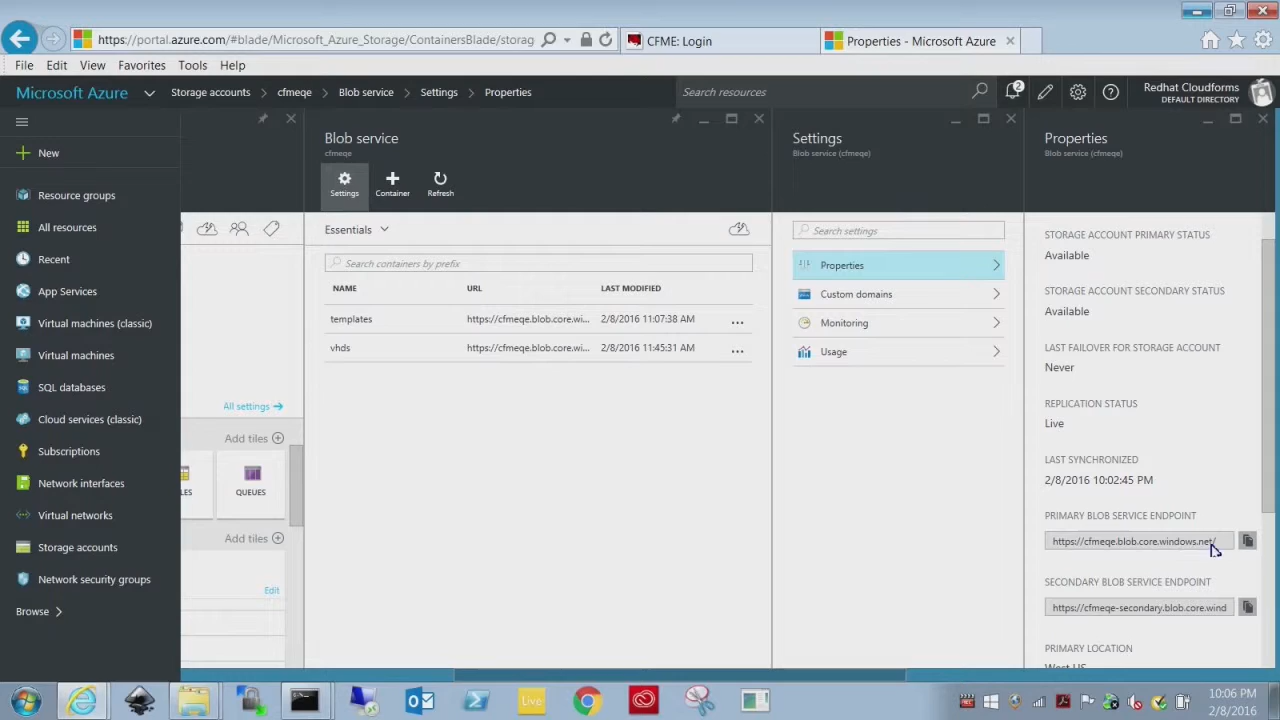 https://portal.azure.com/#blade/Microsoft_Azure_Storage/ContainersBlade/storag
CFME: Login
Properties - Microsoft Azure
File Edit View Favorites Tools Help
Microsoft Azure
Storage accounts > cfmeqe > Blob service > Settings > Properties
Search resources
2
Redhat Cloudforms
DEFAULT DIRECTORY
New
Resource groups
All resources
Recent
App Services
Virtual machines (classic)
Virtual machines
SQL databases
Cloud services (classic)
Subscriptions
Network interfaces
Virtual networks
Storage accounts
Network security groups
Browse
All settings
Add tiles
LES
QUEUES
Add tiles
Edit
Blob service
cfmeqe
Settings
Container
Refresh
Essentials
Search containers by prefix
NAME URL LAST MODIFIED
templates https://cfmeqe.blob.core.wi... 2/8/2016 11:07:38 AM ...
vhds https://cfmeqe.blob.core.wi... 2/8/2016 11:45:31 AM ...
Settings
Blob service (cfmeqe)
Search settings
Properties
Custom domains
Monitoring
Usage
Properties
Blob service (cfmeqe)
STORAGE ACCOUNT PRIMARY STATUS
Available
STORAGE ACCOUNT SECONDARY STATUS
Available
LAST FAILOVER FOR STORAGE ACCOUNT
Never
REPLICATION STATUS
Live
LAST SYNCHRONIZED
2/8/2016 10:02:45 PM
PRIMARY BLOB SERVICE ENDPOINT
https://cfmeqe.blob.core.windows.net/
SECONDARY BLOB SERVICE ENDPOINT
https://cfmeqe-secondary.blob.core.wind
PRIMARY LOCATION
West US
Live
10:06 PM
2/8/2016